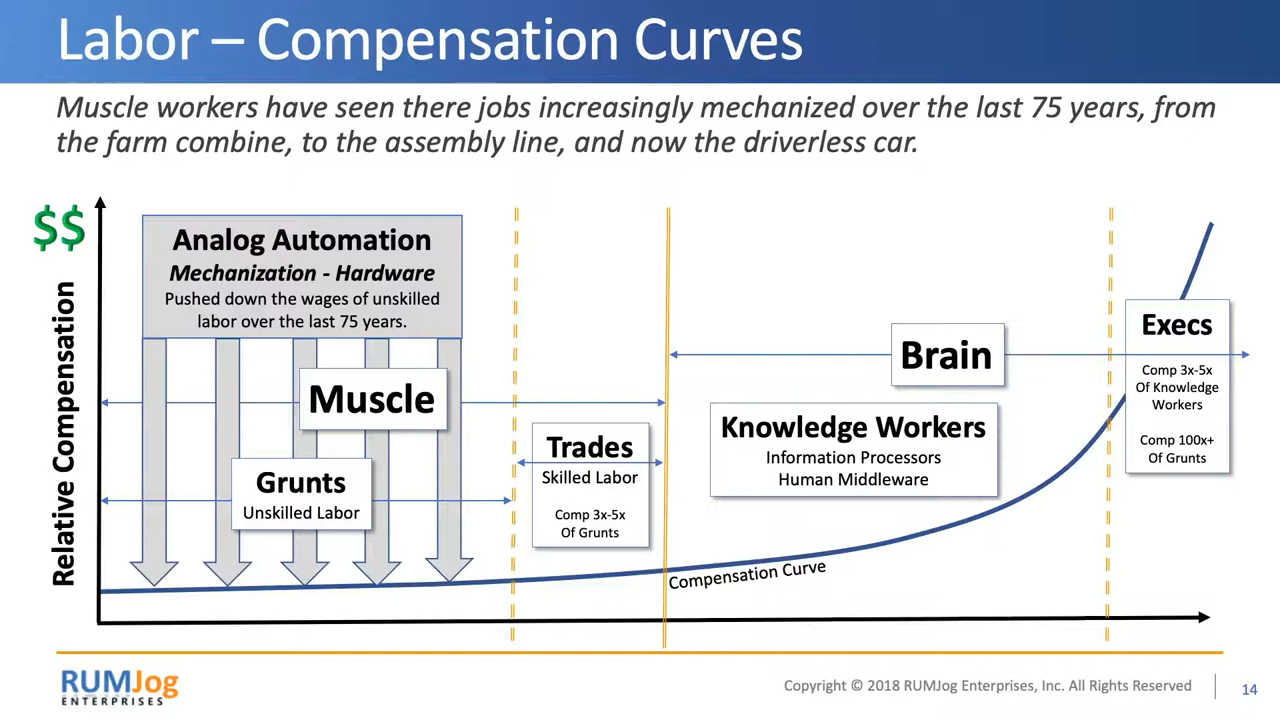 Labor – Compensation Curves
Muscle workers have seen there jobs increasingly mechanized over the last 75 years, from
the farm combine, to the assembly line, and now the driverless car.
$$
Relative Compensation
Analog Automation
Mechanization - Hardware
Pushed down the wages of unskilled
labor over the last 75 years.
Muscle
Grunts
Unskilled Labor
Trades
Skilled Labor
Comp 3x-5x
Of Grunts
Brain
Knowledge Workers
Information Processors
Human Middleware
Execs
Comp 3x-5x
Of Knowledge
Workers
Comp 100x+
Of Grunts
Compensation Curve
RUMJog
ENTERPRISES
Copyright © 2018 RUMJog Enterprises, Inc. All Rights Reserved
14